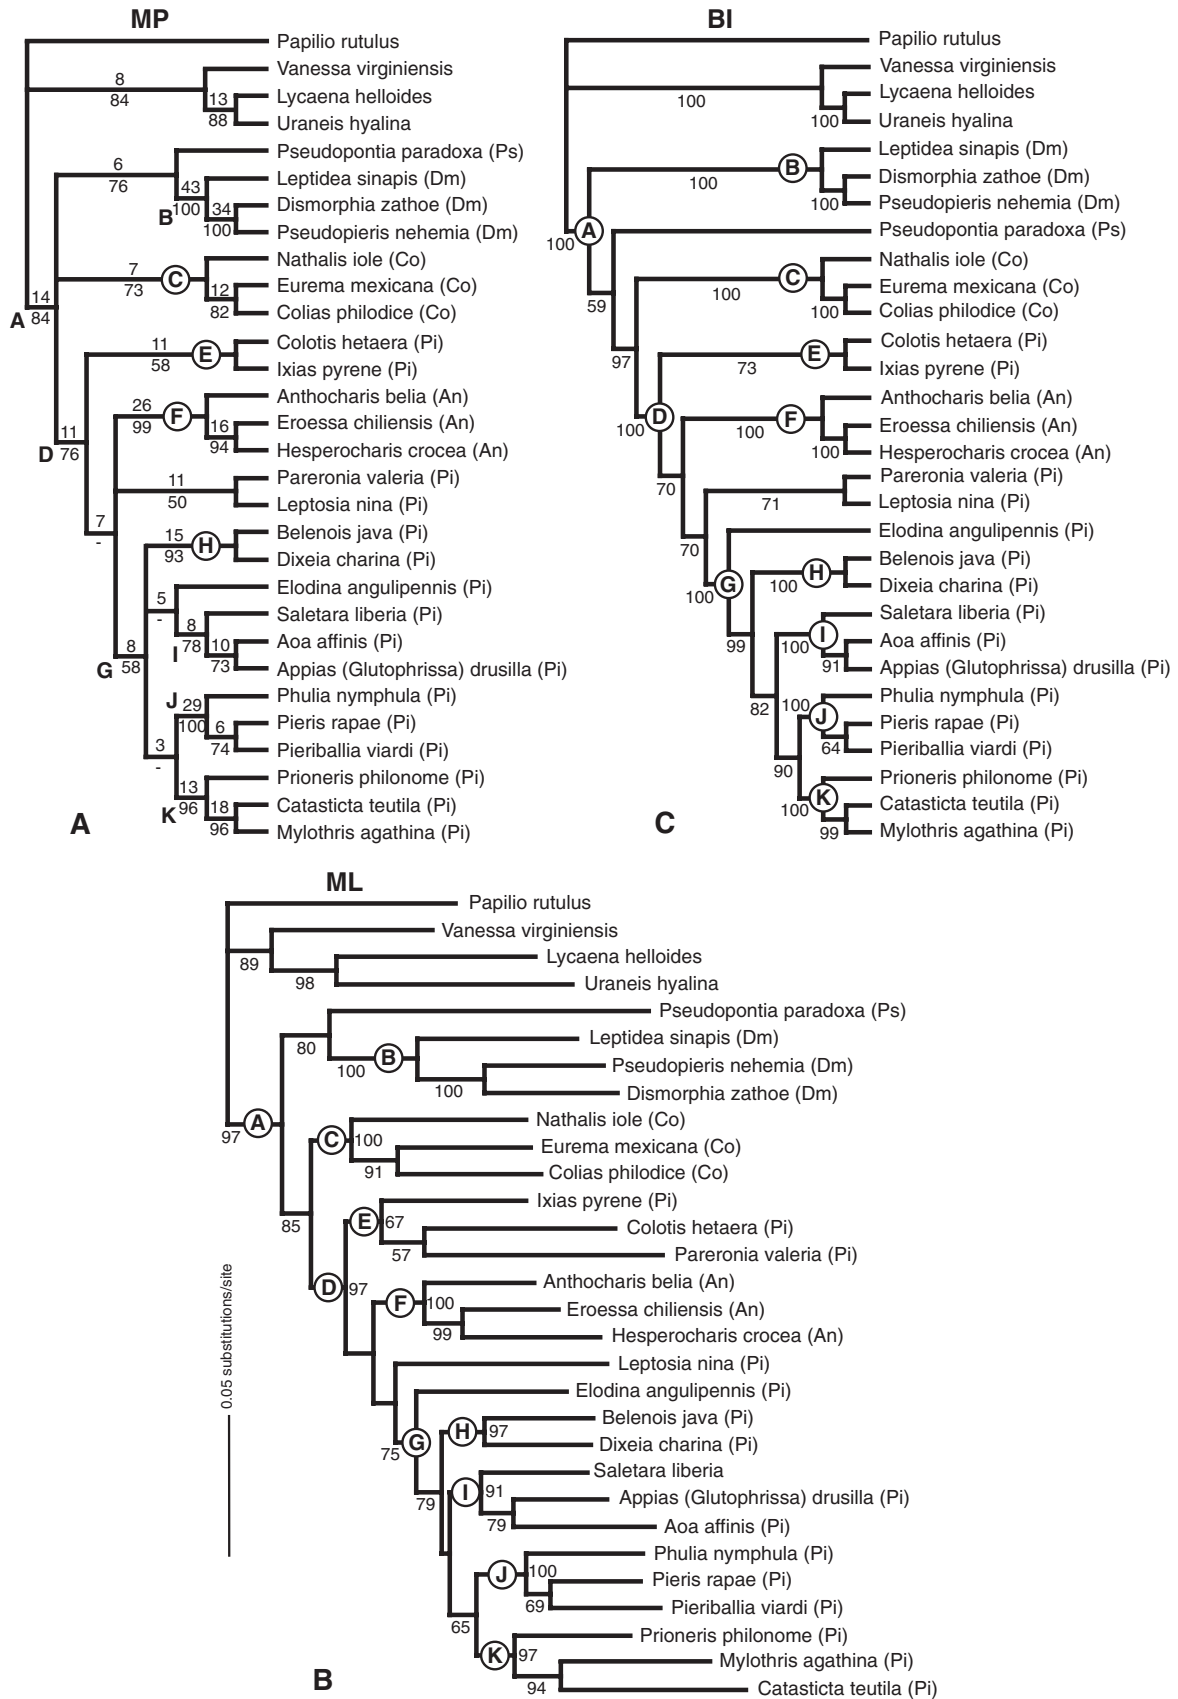 MP
Papilio rutulus
8
84
Vanessa virginiensis
13
88
Lycaena helloides
Uraneis hyalina
6
76
Pseudopontia paradoxa (Ps)
43
100
B
Leptidea sinapis (Dm)
34
100
Dismorphia zathoe (Dm)
Pseudopieris nehemia (Dm)
14
84
A
7
73
C
Nathalis iole (Co)
12
82
Eurema mexicana (Co)
Colias philodice (Co)
11
58
E
Colotis hetaera (Pi)
Ixias pyrene (Pi)
11
76
D
26
99
F
Anthocharis belia (An)
16
94
Eroessa chiliensis (An)
Hesperocharis crocea (An)
11
50
Pareronia valeria (Pi)
Leptosia nina (Pi)
7
-
15
93
H
Belenois java (Pi)
Dixeia charina (Pi)
5
-
Elodina angulipennis (Pi)
8
78
I
Saletara liberia (Pi)
10
73
Aoa affinis (Pi)
Appias (Glutophrissa) drusilla (Pi)
G
8
58
J
29
100
Phulia nymphula (Pi)
6
74
Pieris rapae (Pi)
Pieriballia viardi (Pi)
3
-
13
96
K
Prioneris philonome (Pi)
18
96
Catasticta teutila (Pi)
Mylothris agathina (Pi)
A
BI
Papilio rutulus
100
Vanessa virginiensis
100
Lycaena helloides
Uraneis hyalina
100
B
Leptidea sinapis (Dm)
100
Dismorphia zathoe (Dm)
Pseudopieris nehemia (Dm)
100
A
Pseudopontia paradoxa (Ps)
59
100
C
Nathalis iole (Co)
100
Eurema mexicana (Co)
Colias philodice (Co)
97
73
E
Colotis hetaera (Pi)
Ixias pyrene (Pi)
100
D
100
F
Anthocharis belia (An)
100
Eroessa chiliensis (An)
Hesperocharis crocea (An)
70
71
Pareronia valeria (Pi)
Leptosia nina (Pi)
70
Elodina angulipennis (Pi)
100
G
100
H
Belenois java (Pi)
Dixeia charina (Pi)
99
100
I
Saletara liberia (Pi)
91
Aoa affinis (Pi)
Appias (Glutophrissa) drusilla (Pi)
82
100
J
Phulia nymphula (Pi)
64
Pieris rapae (Pi)
Pieriballia viardi (Pi)
90
100
K
Prioneris philonome (Pi)
99
Catasticta teutila (Pi)
Mylothris agathina (Pi)
C
ML
Papilio rutulus
89
Vanessa virginiensis
98
Lycaena helloides
Uraneis hyalina
80
Pseudopontia paradoxa (Ps)
100
B
Leptidea sinapis (Dm)
100
Pseudopieris nehemia (Dm)
Dismorphia zathoe (Dm)
97
A
C
100
Nathalis iole (Co)
91
Eurema mexicana (Co)
Colias philodice (Co)
85
E
67
Ixias pyrene (Pi)
57
Colotis hetaera (Pi)
Pareronia valeria (Pi)
D
97
F
100
Anthocharis belia (An)
99
Eroessa chiliensis (An)
Hesperocharis crocea (An)
Leptosia nina (Pi)
Elodina angulipennis (Pi)
75
G
H
97
Belenois java (Pi)
Dixeia charina (Pi)
79
I
91
Saletara liberia
79
Appias (Glutophrissa) drusilla (Pi)
Aoa affinis (Pi)
J
100
Phulia nymphula (Pi)
69
Pieris rapae (Pi)
Pieriballia viardi (Pi)
65
K
97
Prioneris philonome (Pi)
94
Mylothris agathina (Pi)
Catasticta teutila (Pi)
0.05 substitutions/site
B